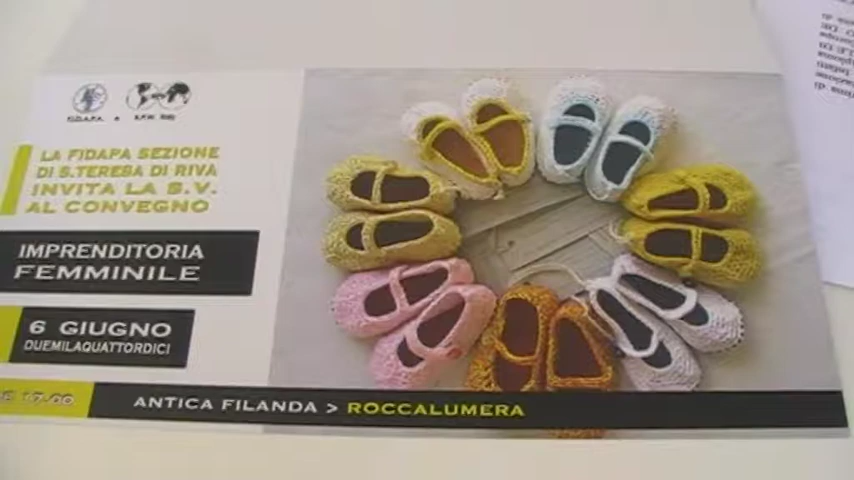 F.I.D.A.P.A. e B.P.W. Italy
LA FIDAPA SEZIONE
DI S.TERESA DI RIVA
INVITA LA S.V.
AL CONVEGNO
IMPRENDITORIA
FEMMINILE
6 GIUGNO
DUEMILAQUATTORDICI
E 17.00
ANTICA FILANDA > ROCCALUMERA